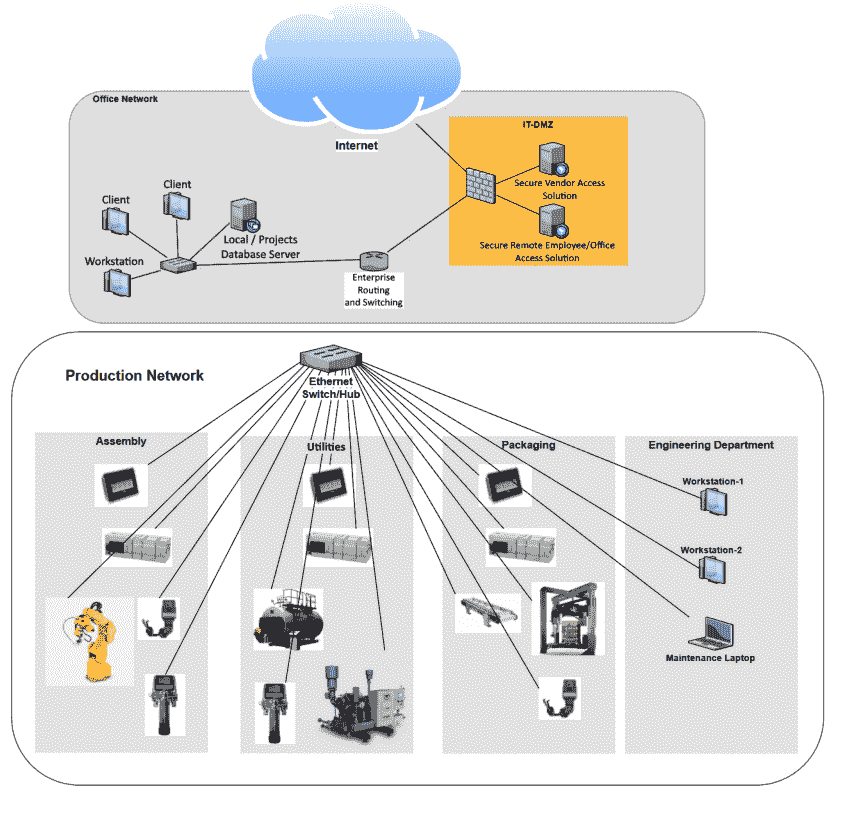 Office Network
Internet
IT-DMZ
Secure Vendor Access
Solution
Secure Remote Employee/Office
Access Solution
Client
Client
Workstation
Local / Projects
Database Server
Enterprise
Routing
and Switching
Production Network
Ethernet
Switch/Hub
Assembly
Utilities
Packaging
Engineering Department
Workstation-1
Workstation-2
Maintenance Laptop